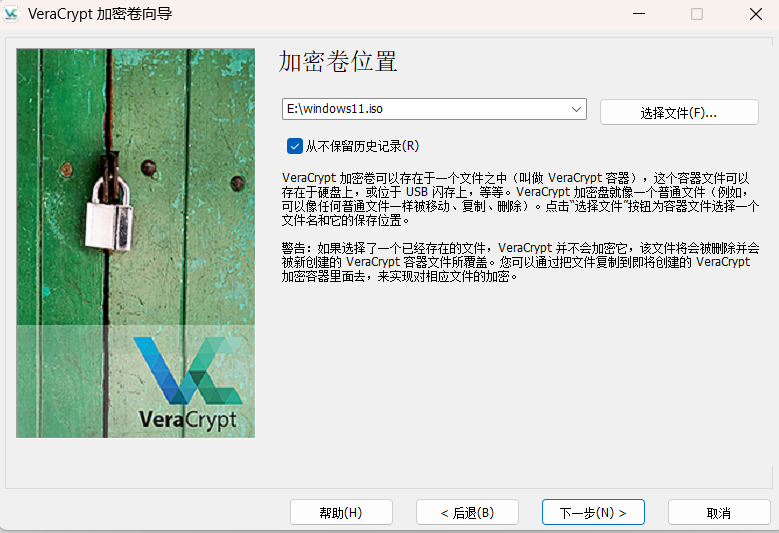 VeraCrypt 加密卷向导
加密卷位置
E:\windows11.iso
选择文件(F)...
从不保留历史记录(R)
VeraCrypt 加密卷可以存在于一个文件之中（叫做 VeraCrypt 容器），这个容器文件可以
存在于硬盘上，或位于 USB 闪存上，等等。VeraCrypt 加密盘就像一个普通文件（例如，
可以像任何普通文件一样被移动、复制、删除）。点击“选择文件”按钮为容器文件选择一个
文件名和它的保存位置。
警告：如果选择了一个已经存在的文件，VeraCrypt 并不会加密它，该文件将会被删除并会
被新创建的 VeraCrypt 容器文件所覆盖。您可以通过把文件复制到即将创建的 VeraCrypt
加密容器里面去，来实现对相应文件的加密。
VeraCrypt
帮助(H)
< 后退(B)
下一步(N) >
取消